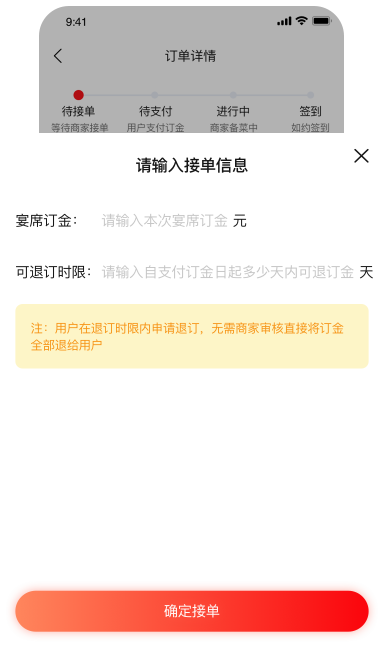 9:41
订单详情
待接单 待支付 进行中 签到
等待商家接单 用户支付订金 商家备菜中 如约签到
请输入接单信息
宴席订金： 请输入本次宴席订金 元
可退订时限： 请输入自支付订金日起多少天内可退订金 天
注：用户在退订时限内申请退订，无需商家审核直接将订金
全部退给用户
确定接单